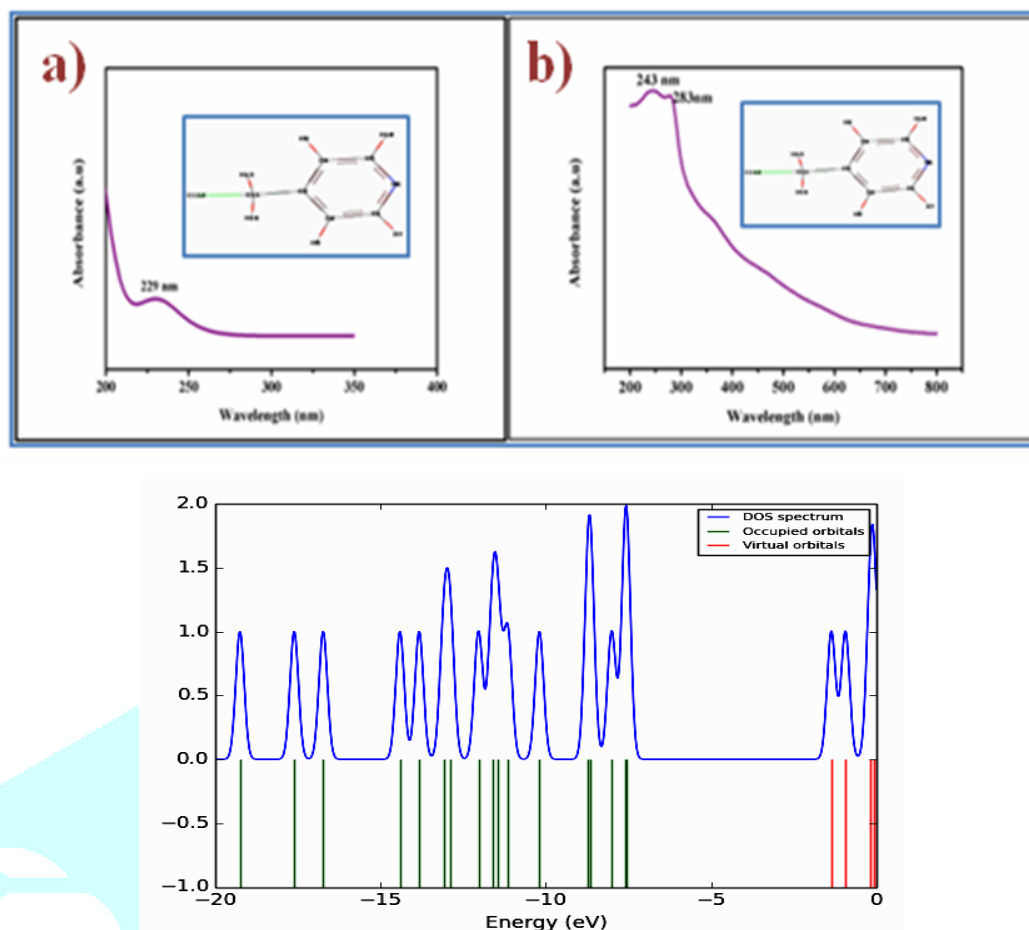 a)
229 nm
Absorbance (a.u)
200 250 300 350 400
Wavelength (nm)
b)
243 nm
283nm
Absorbance (a.u)
200 300 400 500 600 700 800
Wavelength (nm)
2.0
1.5
1.0
0.5
0.0
−0.5
−1.0
DOS spectrum
Occupied orbitals
Virtual orbitals
−20 −15 −10 −5 0
Energy (eV)